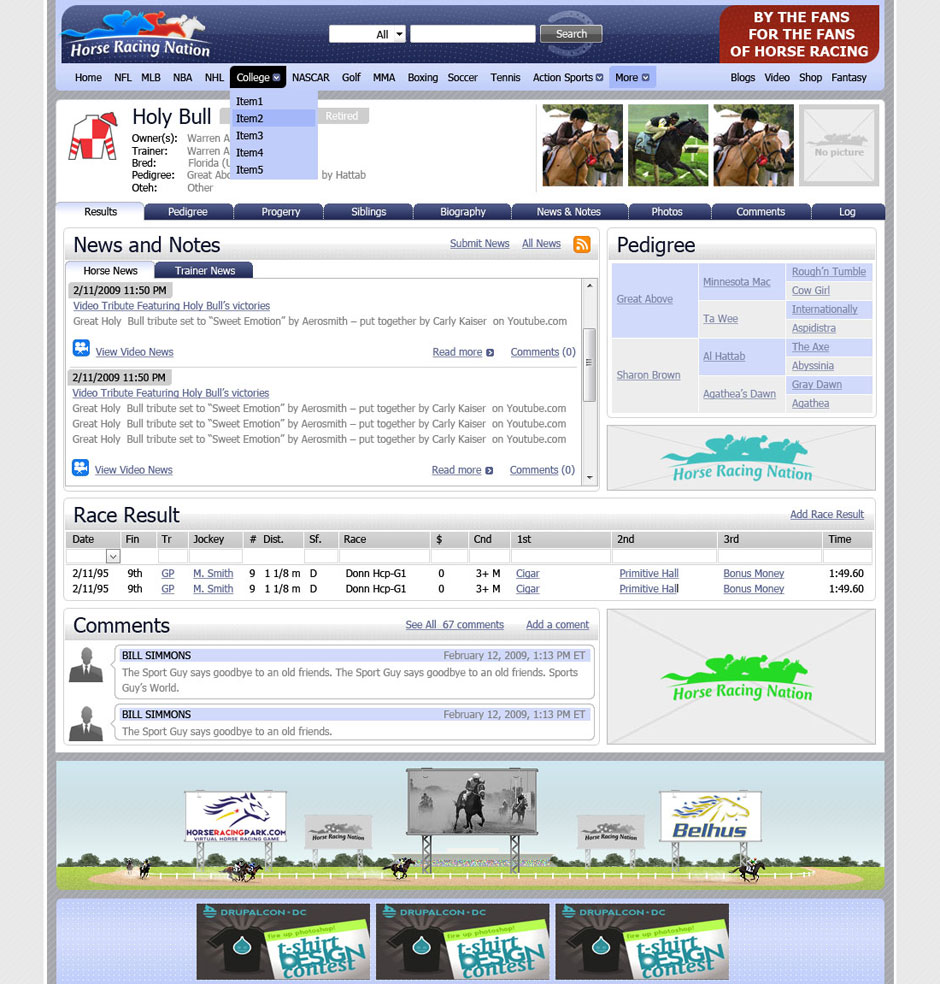 Horse Racing Nation
All
Search
BY THE FANS
FOR THE FANS
OF HORSE RACING
Home NFL MLB NBA NHL College NASCAR Golf MMA Boxing Soccer Tennis Action Sports More Blogs Video Shop Fantasy
Item1
Item2
Item3
Item4
Item5
Holy Bull
Retired
Owner(s): Warren A
Trainer: Warren A
Bred: Florida (U
Pedigree: Great Abo by Hattab
Oteh: Other
No picture
Results Pedigree Progerry Siblings Biography News & Notes Photos Comments Log
News and Notes
Submit News All News
Horse News Trainer News
2/11/2009 11:50 PM
Video Tribute Featuring Holy Bull's victories
Great Holy Bull tribute set to "Sweet Emotion" by Aerosmith – put together by Carly Kaiser on Youtube.com
View Video News Read more Comments (0)
2/11/2009 11:50 PM
Video Tribute Featuring Holy Bull's victories
Great Holy Bull tribute set to "Sweet Emotion" by Aerosmith – put together by Carly Kaiser on Youtube.com
Great Holy Bull tribute set to "Sweet Emotion" by Aerosmith – put together by Carly Kaiser on Youtube.com
Great Holy Bull tribute set to "Sweet Emotion" by Aerosmith – put together by Carly Kaiser on Youtube.com
View Video News Read more Comments (0)
Pedigree
Great Above
Minnesota Mac
Rough'n Tumble
Cow Girl
Ta Wee
Internationally
Aspidistra
Sharon Brown
Al Hattab
The Axe
Abyssinia
Agathea's Dawn
Gray Dawn
Agathea
Horse Racing Nation
Race Result
Add Race Result
Date Fin Tr Jockey # Dist. Sf. Race $ Cnd 1st 2nd 3rd Time
2/11/95 9th GP M. Smith 9 1 1/8 m D Donn Hcp-G1 0 3+ M Cigar Primitive Hall Bonus Money 1:49.60
2/11/95 9th GP M. Smith 9 1 1/8 m D Donn Hcp-G1 0 3+ M Cigar Primitive Hall Bonus Money 1:49.60
Comments
See All 67 comments Add a coment
BILL SIMMONS February 12, 2009, 1:13 PM ET
The Sport Guy says goodbye to an old friends. The Sport Guy says goodbye to an old friends. Sports
Guy's World.
BILL SIMMONS February 12, 2009, 1:13 PM ET
The Sport Guy says goodbye to an old friends.
Horse Racing Nation
HORSERACINGPARK.COM
VIRTUAL HORSE RACING GAME
Horse Racing Nation
Horse Racing Nation
Belhus
DRUPALCON·DC
fire up photoshop!
t-shirt
DESIGN
contest
DRUPALCON·DC
fire up photoshop!
t-shirt
DESIGN
contest
DRUPALCON·DC
fire up photoshop!
t-shirt
DESIGN
contest